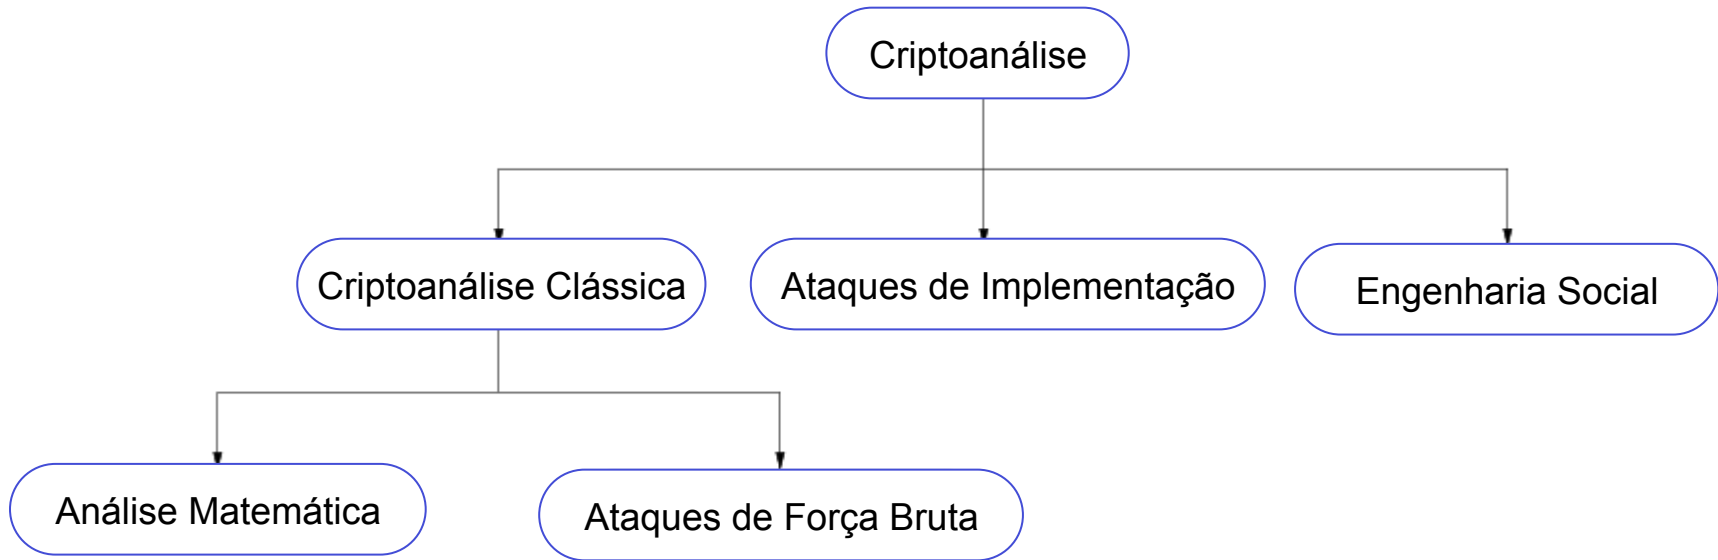 Criptoanálise
Criptoanálise Clássica
Ataques de Implementação
Engenharia Social
Análise Matemática
Ataques de Força Bruta